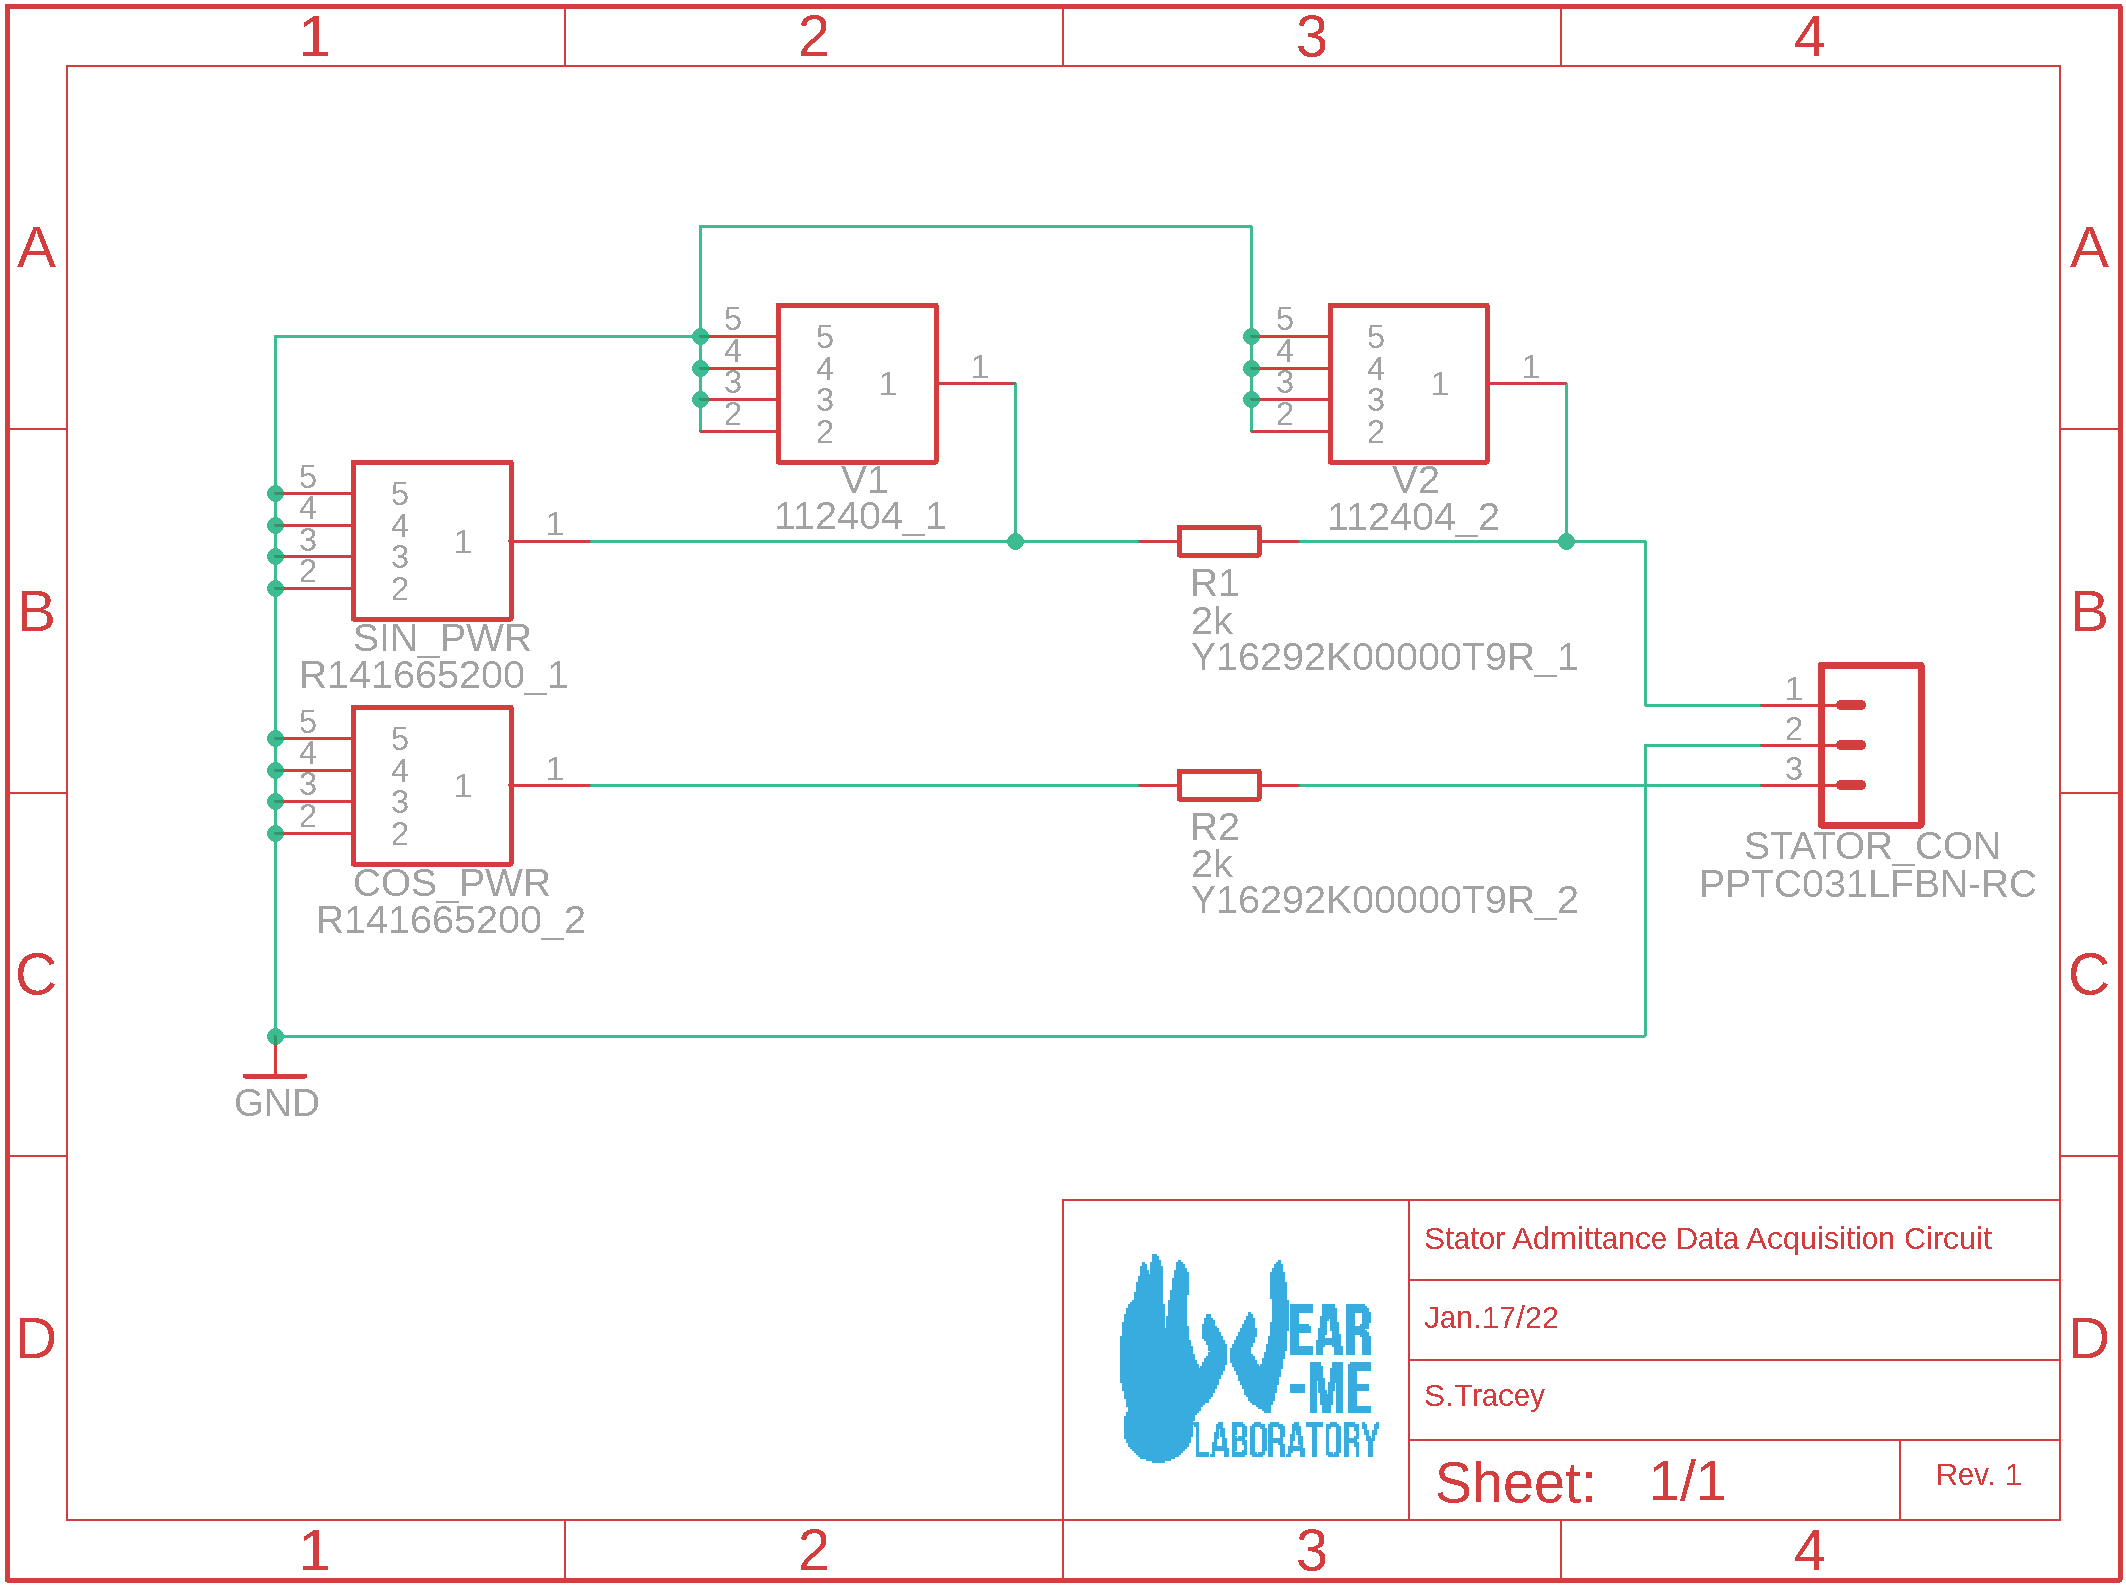 1 2 3 4
A A
5 5
4 4
3 3
2 2
1 1
V1
112404_1
5 5
4 4
3 3
2 2
1 1
V2
112404_2
B B
5 5
4 4
3 3
2 2
1 1
SIN_PWR
R141665200_1
R1
2k
Y16292K00000T9R_1
5 5
4 4
3 3
2 2
1 1
COS_PWR
R141665200_2
R2
2k
Y16292K00000T9R_2
1
2
3
STATOR_CON
PPTC031LFBN-RC
C C
GND
D D
EAR
-ME
LABORATORY
Stator Admittance Data Acquisition Circuit
Jan.17/22
S.Tracey
Sheet: 1/1
Rev. 1
1 2 3 4